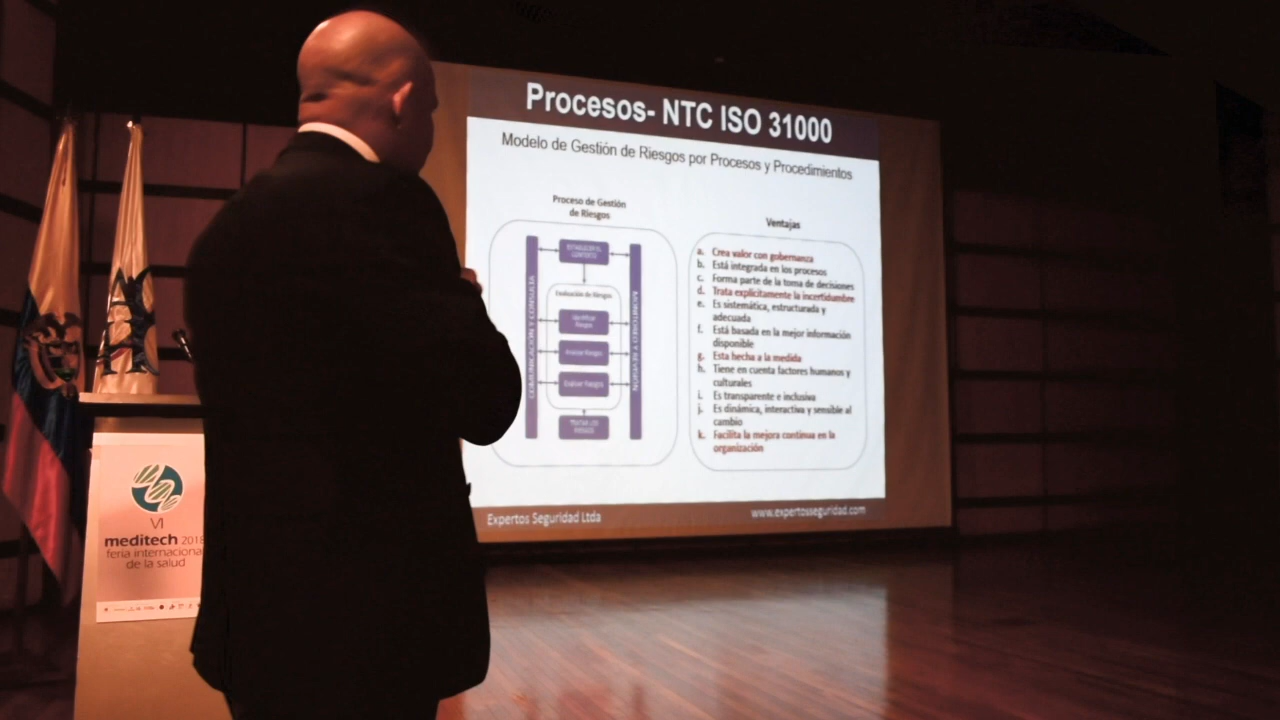 Procesos- NTC ISO 31000
Modelo de Gestión de Riesgos por Procesos y Procedimientos
Proceso de Gestión
de Riesgos
ESTABLECER EL
CONTEXTO
COMUNICACIÓN Y CONSULTA
MONITOREO Y REVISIÓN
Evaluación de Riesgos
Identificar
Riesgos
Analizar Riesgos
Evaluar Riesgos
TRATAR LOS
RIESGOS
Ventajas
a. Crea valor con gobernanza
b. Está integrada en los procesos
c. Forma parte de la toma de decisiones
d. Trata explícitamente la incertidumbre
e. Es sistemática, estructurada y
adecuada
f. Está basada en la mejor información
disponible
g. Esta hecha a la medida
h. Tiene en cuenta factores humanos y
culturales
i. Es transparente e inclusiva
j. Es dinámica, interactiva y sensible al
cambio
k. Facilita la mejora continua en la
organización
Expertos Seguridad Ltda
www.expertosseguridad.com
VI
meditech 2018
feria internaciona
de la salud